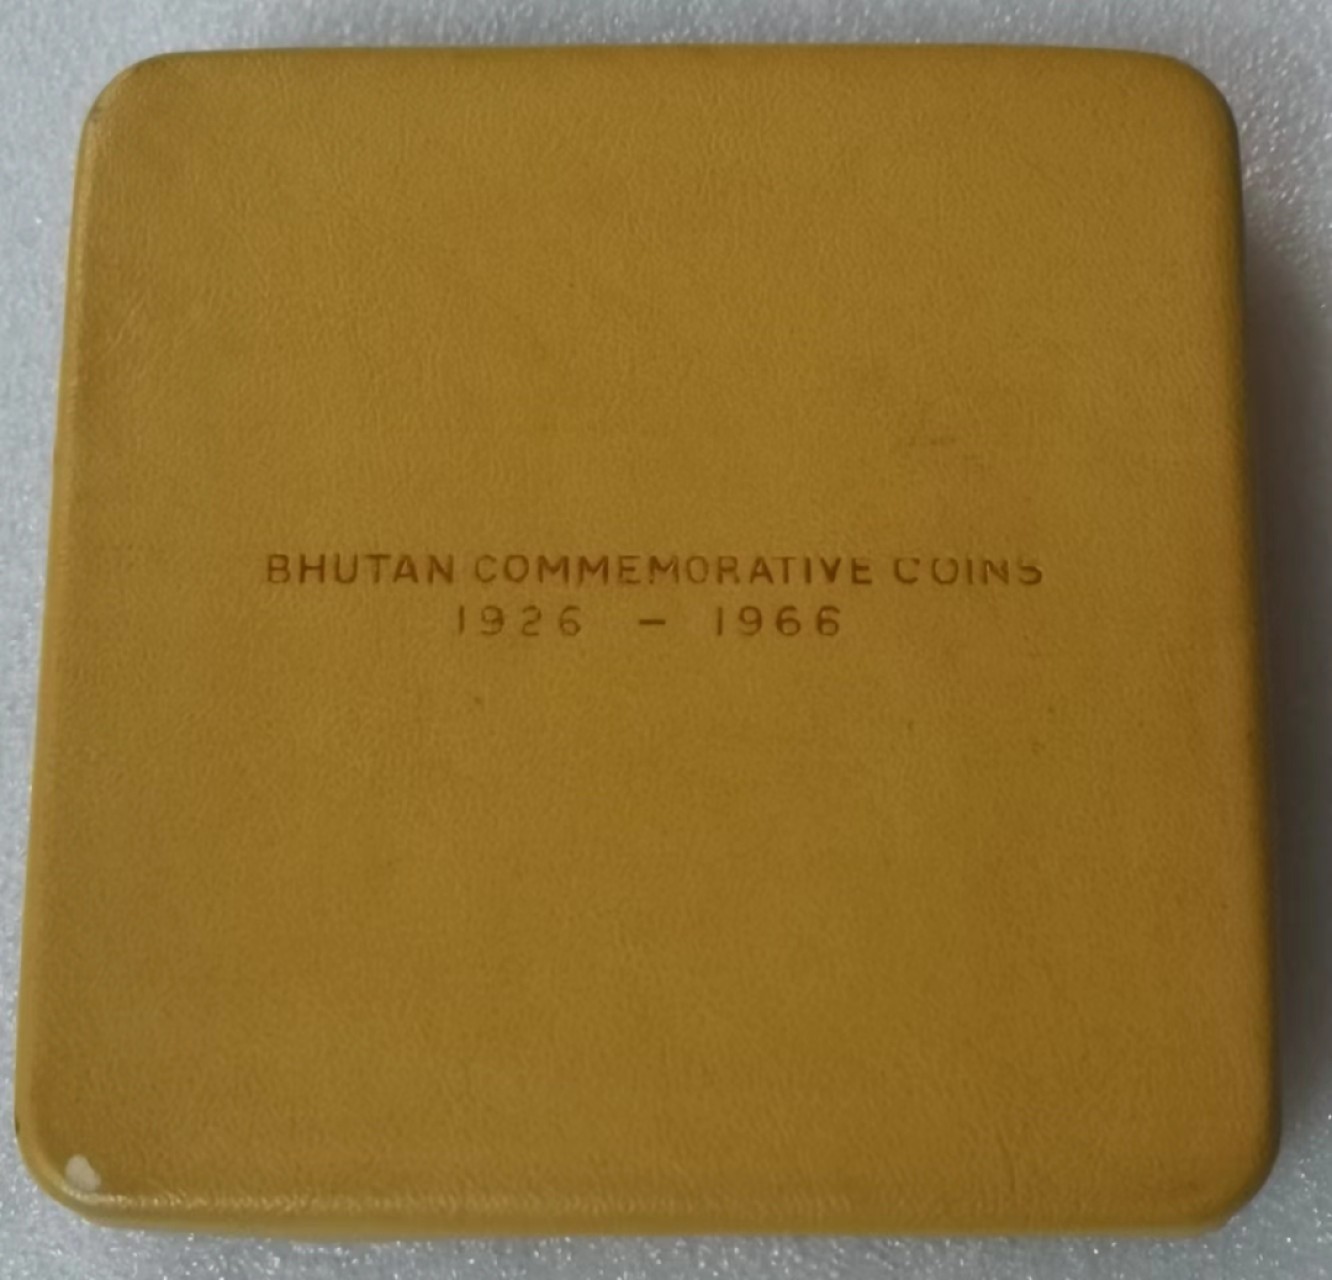 BHUTAN COMMEMORATIVE COINS
1926 - 1966